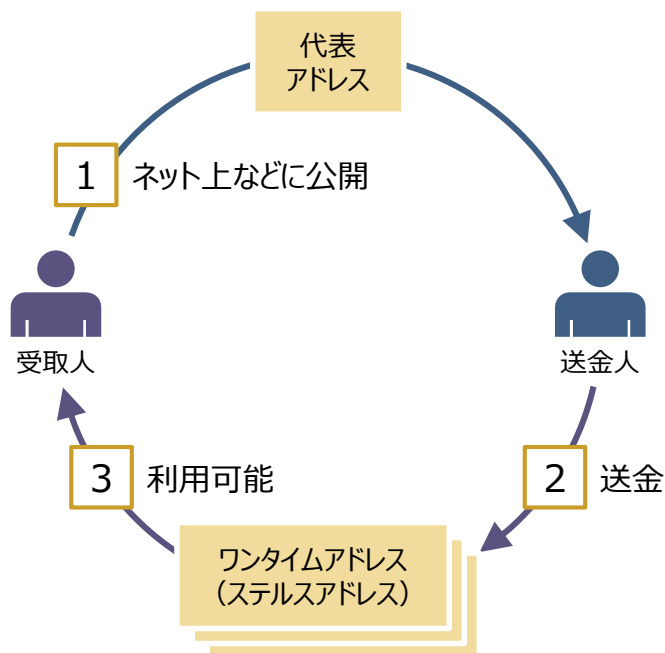 代表
アドレス
1
ネット上などに公開
受取人
送金人
2
送金
3
利用可能
ワンタイムアドレス
（ステルスアドレス）